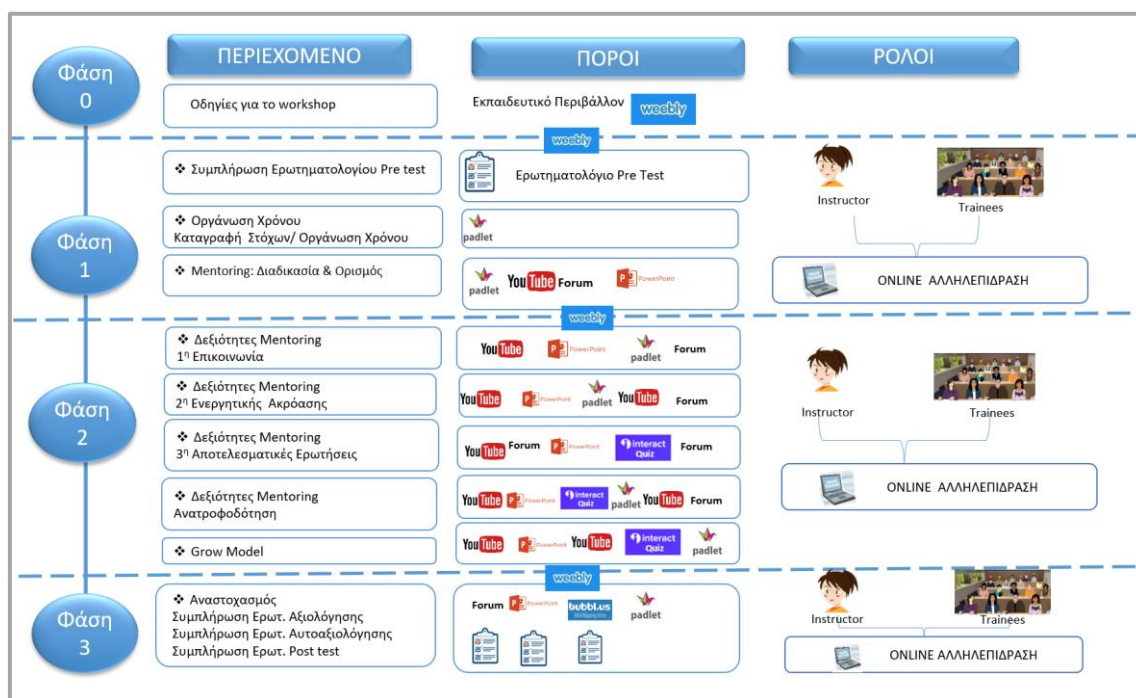 Φάση
0
ΠΕΡΙΕΧΟΜΕΝΟ
ΠΟΡΟΙ
ΡΟΛΟΙ
Οδηγίες για το workshop
Εκπαιδευτικό Περιβάλλον
weebly
Φάση
1
weebly
❖ Συμπλήρωση Ερωτηματολογίου Pre test
Ερωτηματολόγιο Pre Test
❖ Οργάνωση Χρόνου
Καταγραφή Στόχων/ Οργάνωση Χρόνου
padlet
❖ Mentoring: Διαδικασία & Ορισμός
padlet YouTube Forum PowerPoint
Instructor
Trainees
ONLINE ΑΛΛΗΛΕΠΙΔΡΑΣΗ
Φάση
2
weebly
❖ Δεξιότητες Mentoring
1η Επικοινωνία
YouTube PowerPoint padlet Forum
❖ Δεξιότητες Mentoring
2η Ενεργητικής Ακρόασης
YouTube PowerPoint padlet YouTube Forum
❖ Δεξιότητες Mentoring
3η Αποτελεσματικές Ερωτήσεις
YouTube Forum PowerPoint interact Quiz Forum
❖ Δεξιότητες Mentoring
Ανατροφοδότηση
YouTube PowerPoint interact Quiz padlet YouTube Forum
❖ Grow Model
YouTube PowerPoint YouTube interact Quiz padlet
Instructor
Trainees
ONLINE ΑΛΛΗΛΕΠΙΔΡΑΣΗ
Φάση
3
weebly
❖ Αναστοχασμός
Συμπλήρωση Ερωτ. Αξιολόγησης
Συμπλήρωση Ερωτ. Αυτοαξιολόγησης
Συμπλήρωση Ερωτ. Post test
Forum PowerPoint bubbl.us padlet
Instructor
Trainees
ONLINE ΑΛΛΗΛΕΠΙΔΡΑΣΗ